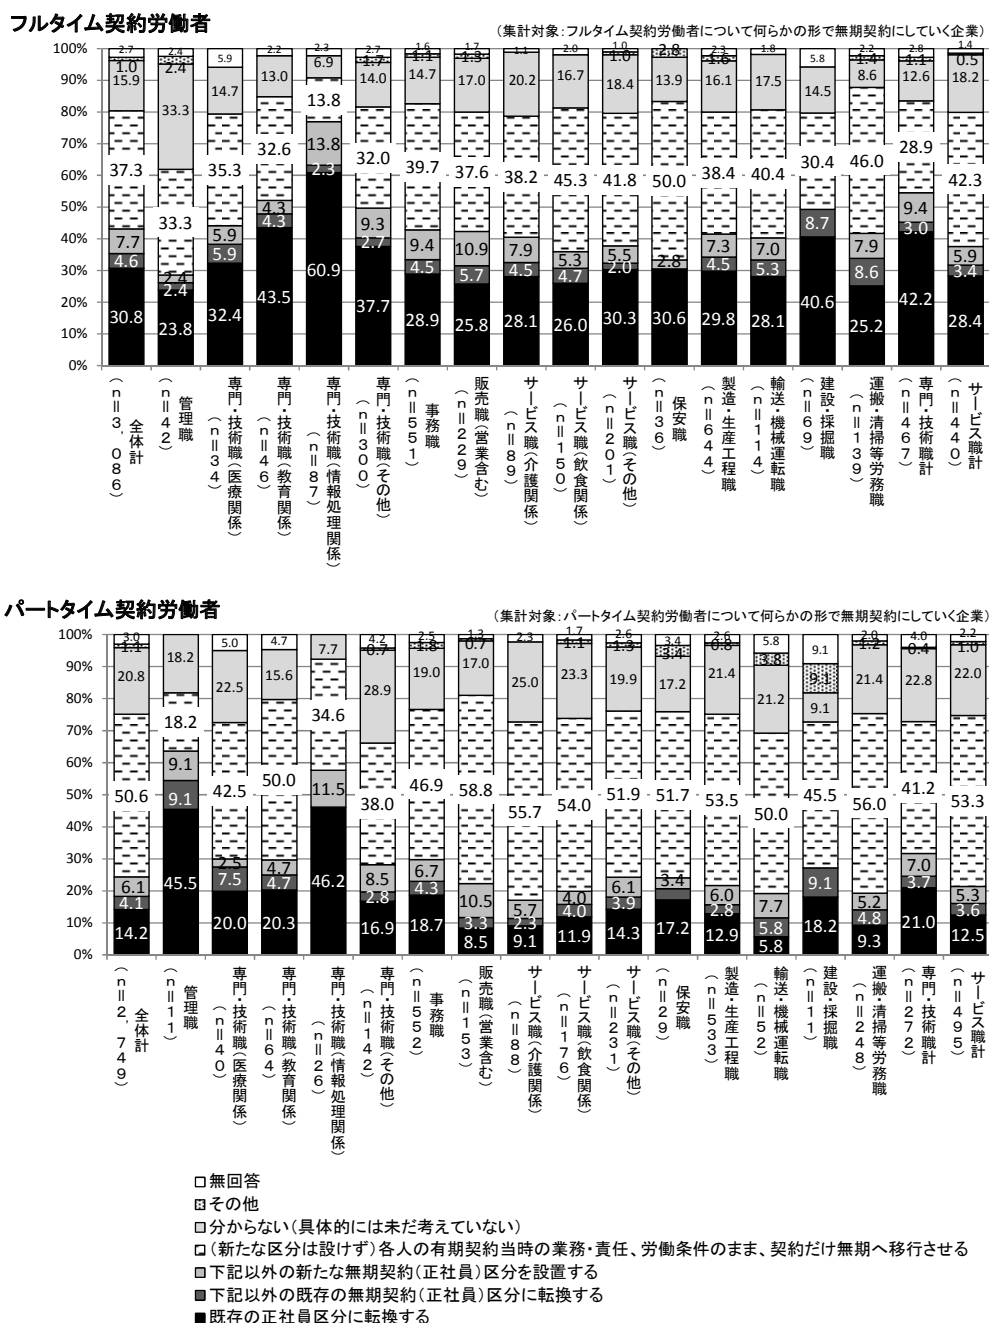 フルタイム契約労働者
(集計対象:フルタイム契約労働者について何らかの形で無期契約にしていく企業)
100%
90%
80%
70%
60%
50%
40%
30%
20%
10%
0%
2.7 1.0 15.9 37.3 7.7 4.6 30.8
2.4 2.4 33.3 33.3 2.4 2.4 23.8
5.9 14.7 35.3 5.9 5.9 32.4
2.2 13.0 32.6 4.3 4.3 43.5
2.3 6.9 13.8 13.8 2.3 60.9
2.7 1.7 14.0 32.0 9.3 2.7 37.7
1.6 1.1 14.7 39.7 9.4 4.5 28.9
1.7 1.3 17.0 37.6 10.9 5.7 25.8
1.1 20.2 38.2 7.9 4.5 28.1
2.0 16.7 45.3 5.3 4.7 26.0
1.0 1.0 18.4 41.8 5.5 2.0 30.3
2.8 13.9 50.0 2.8 30.6
2.3 1.6 16.1 38.4 7.3 4.5 29.8
1.8 17.5 40.4 7.0 5.3 28.1
5.8 14.5 30.4 8.7 40.6
2.2 1.4 8.6 46.0 7.9 8.6 25.2
2.8 1.1 12.6 28.9 9.4 3.0 42.2
1.4 0.5 18.2 42.3 5.9 3.4 28.4
全体計(n=3,086)
管理職(n=42)
専門・技術職(医療関係)(n=34)
専門・技術職(教育関係)(n=46)
専門・技術職(情報処理関係)(n=87)
専門・技術職(その他)(n=300)
事務職(n=551)
販売職(営業含む)(n=229)
サービス職(介護関係)(n=89)
サービス職(飲食関係)(n=150)
サービス職(その他)(n=201)
保安職(n=36)
製造・生産工程職(n=644)
輸送・機械運転職(n=114)
建設・採掘職(n=69)
運搬・清掃等労務職(n=139)
専門・技術職計(n=467)
サービス職計(n=440)
パートタイム契約労働者
(集計対象:パートタイム契約労働者について何らかの形で無期契約にしていく企業)
100%
90%
80%
70%
60%
50%
40%
30%
20%
10%
0%
3.0 1.1 20.8 50.6 6.1 4.1 14.2
18.2 18.2 9.1 9.1 45.5
5.0 22.5 42.5 2.5 7.5 20.0
4.7 15.6 50.0 4.7 4.7 20.3
7.7 34.6 11.5 46.2
4.2 0.7 28.9 38.0 8.5 2.8 16.9
2.5 1.8 19.0 46.9 6.7 4.3 18.7
1.3 0.7 17.0 58.8 10.5 3.3 8.5
2.3 25.0 55.7 5.7 2.3 9.1
1.7 1.1 23.3 54.0 4.0 4.0 11.9
2.6 1.3 19.9 51.9 6.1 3.9 14.3
3.4 3.4 17.2 51.7 3.4 17.2
2.6 0.8 21.4 53.5 6.0 2.8 12.9
5.8 3.8 21.2 50.0 7.7 5.8 5.8
9.1 9.1 9.1 45.5 9.1 18.2
2.0 1.2 21.4 56.0 5.2 4.8 9.3
4.0 0.4 22.8 41.2 7.0 3.7 21.0
2.2 1.0 22.0 53.3 5.3 3.6 12.5
全体計(n=2,749)
管理職(n=11)
専門・技術職(医療関係)(n=40)
専門・技術職(教育関係)(n=64)
専門・技術職(情報処理関係)(n=26)
専門・技術職(その他)(n=142)
事務職(n=552)
販売職(営業含む)(n=153)
サービス職(介護関係)(n=88)
サービス職(飲食関係)(n=176)
サービス職(その他)(n=231)
保安職(n=29)
製造・生産工程職(n=533)
輸送・機械運転職(n=52)
建設・採掘職(n=11)
運搬・清掃等労務職(n=248)
専門・技術職計(n=272)
サービス職計(n=495)
無回答
その他
分からない(具体的には未だ考えていない)
(新たな区分は設けず)各人の有期契約当時の業務・責任、労働条件のまま、契約だけ無期へ移行させる
下記以外の新たな無期契約(正社員)区分を設置する
下記以外の既存の無期契約(正社員)区分に転換する
既存の正社員区分に転換する